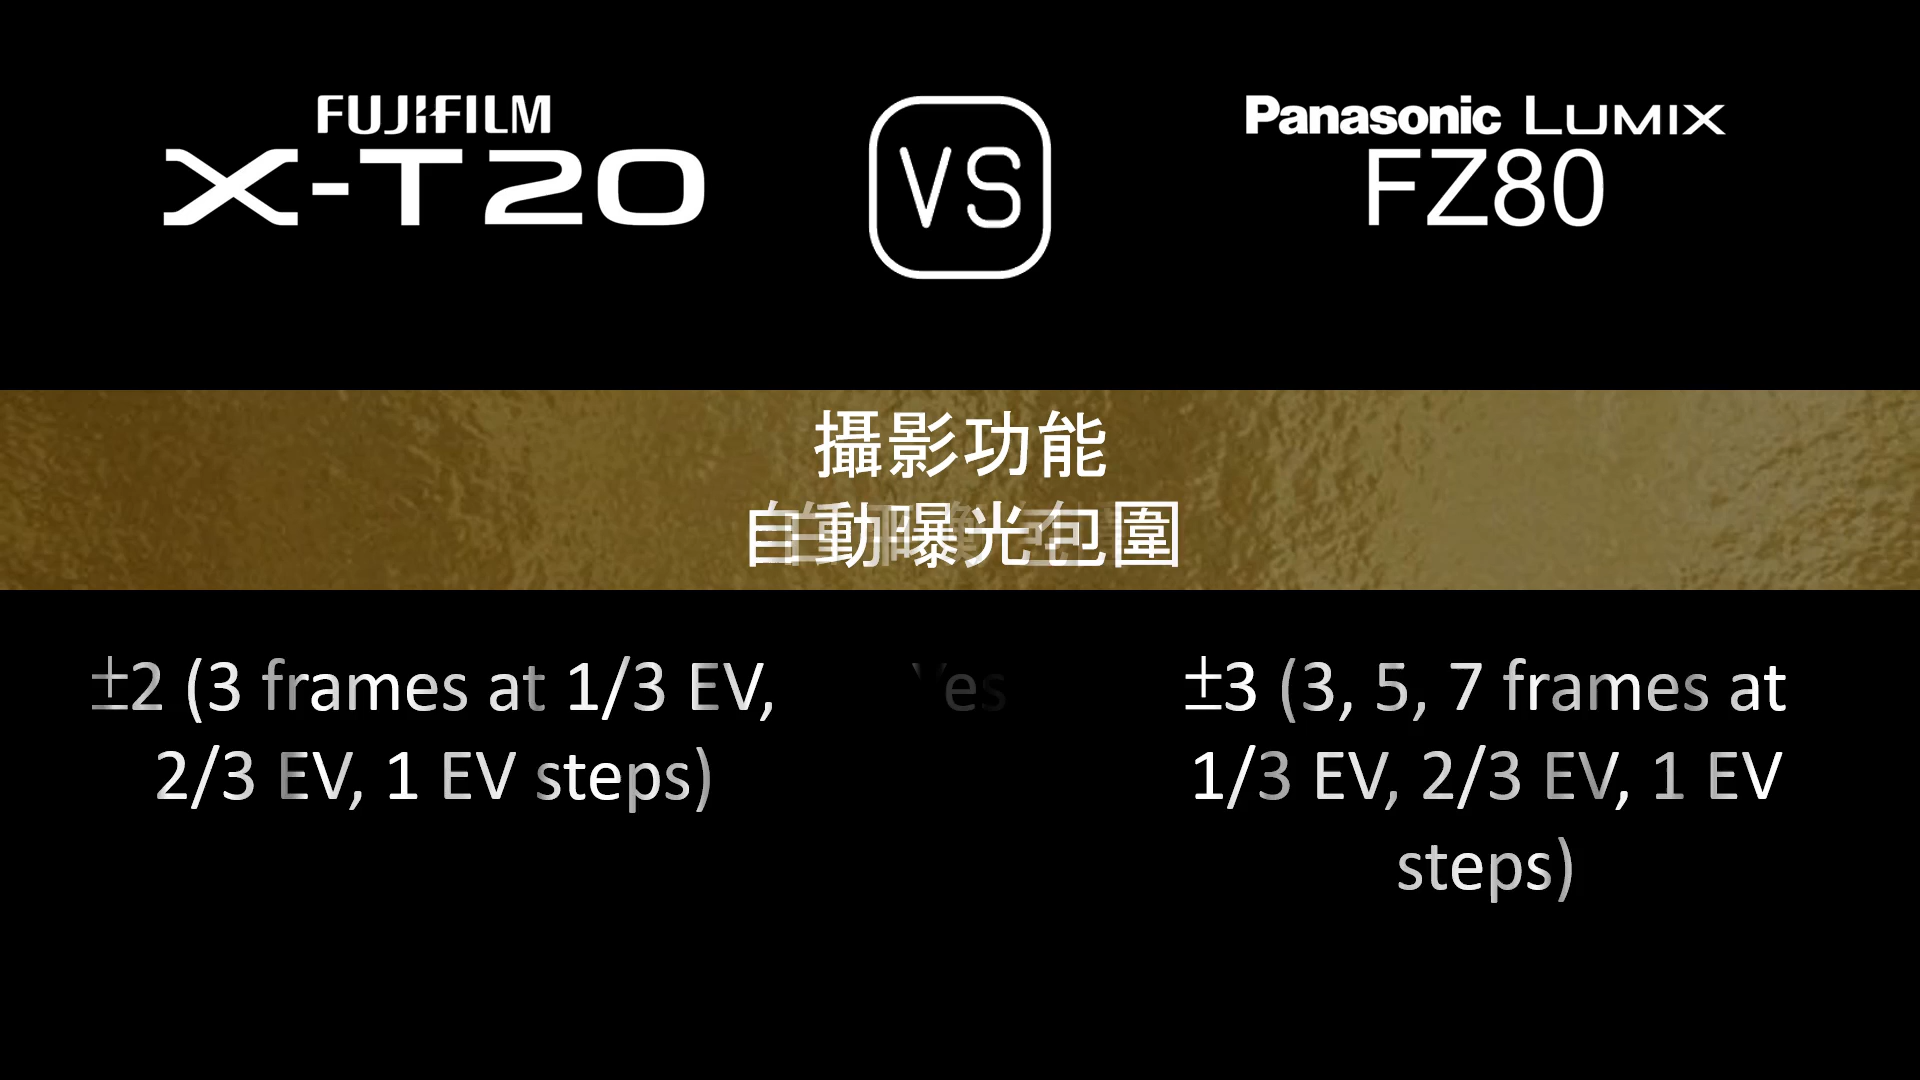 FUJIFILM
X-T20
VS
Panasonic LUMIX
FZ80
攝影功能
自動曝光包圍
±2 (3 frames at 1/3 EV,
2/3 EV, 1 EV steps)
Yes
±3 (3, 5, 7 frames at
1/3 EV, 2/3 EV, 1 EV
steps)